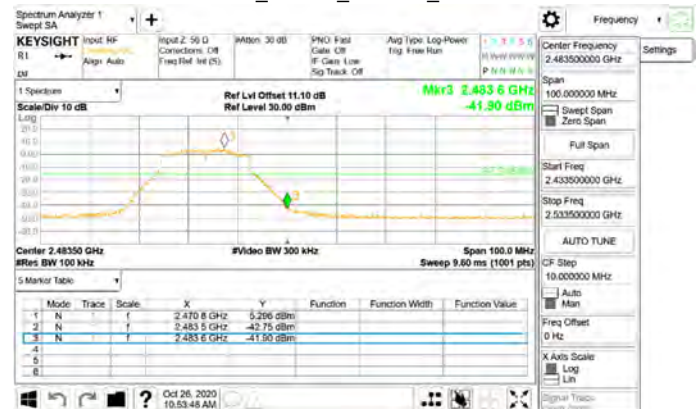 Spectrum Analyzer 1
Swept SA
+
Frequency
KEYSIGHT
Input: RF
Input Z: 50 Ω
#Atten: 30 dB
PNO: Fast
Avg Type: Log-Power
R1
Align: Auto
Corrections: Off
Gate: Off
Trig: Free Run
Freq Ref: Int (S)
IF Gain: Low
Sig Track: Off
Center Frequency
2.483500000 GHz
Settings
1 Spectrum
Ref Lvl Offset 11.10 dB
Mkr3 2.483 6 GHz
Scale/Div 10 dB
Ref Level 30.00 dBm
-41.90 dBm
Log
Span
100.000000 MHz
Swept Span
Zero Span
Full Span
Start Freq
2.433500000 GHz
Stop Freq
2.533500000 GHz
AUTO TUNE
Center 2.48350 GHz
#Video BW 300 kHz
Span 100.0 MHz
#Res BW 100 kHz
Sweep 9.60 ms (1001 pts)
CF Step
10.000000 MHz
Auto
Man
Freq Offset
0 Hz
X Axis Scale
Log
Lin
Signal Track
5 Marker Table
Mode Trace Scale X Y Function Function Width Function Value
1 N 1 f 2.470 8 GHz 5.296 dBm
2 N 1 f 2.483 5 GHz -42.75 dBm
3 N 1 f 2.483 6 GHz -41.90 dBm
4
5
6
?
Oct 26, 2020
10:53:48 AM